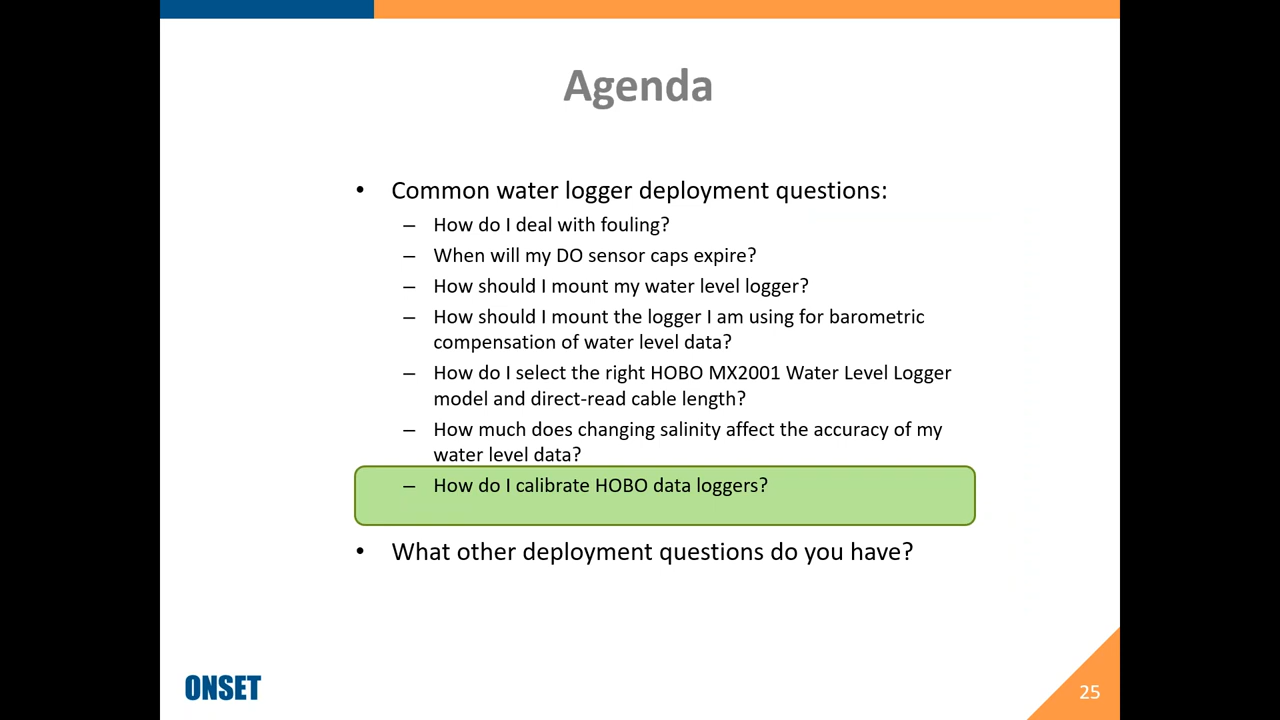 Agenda
• Common water logger deployment questions:
– How do I deal with fouling?
– When will my DO sensor caps expire?
– How should I mount my water level logger?
– How should I mount the logger I am using for barometric
compensation of water level data?
– How do I select the right HOBO MX2001 Water Level Logger
model and direct-read cable length?
– How much does changing salinity affect the accuracy of my
water level data?
– How do I calibrate HOBO data loggers?
• What other deployment questions do you have?
ONSET
25